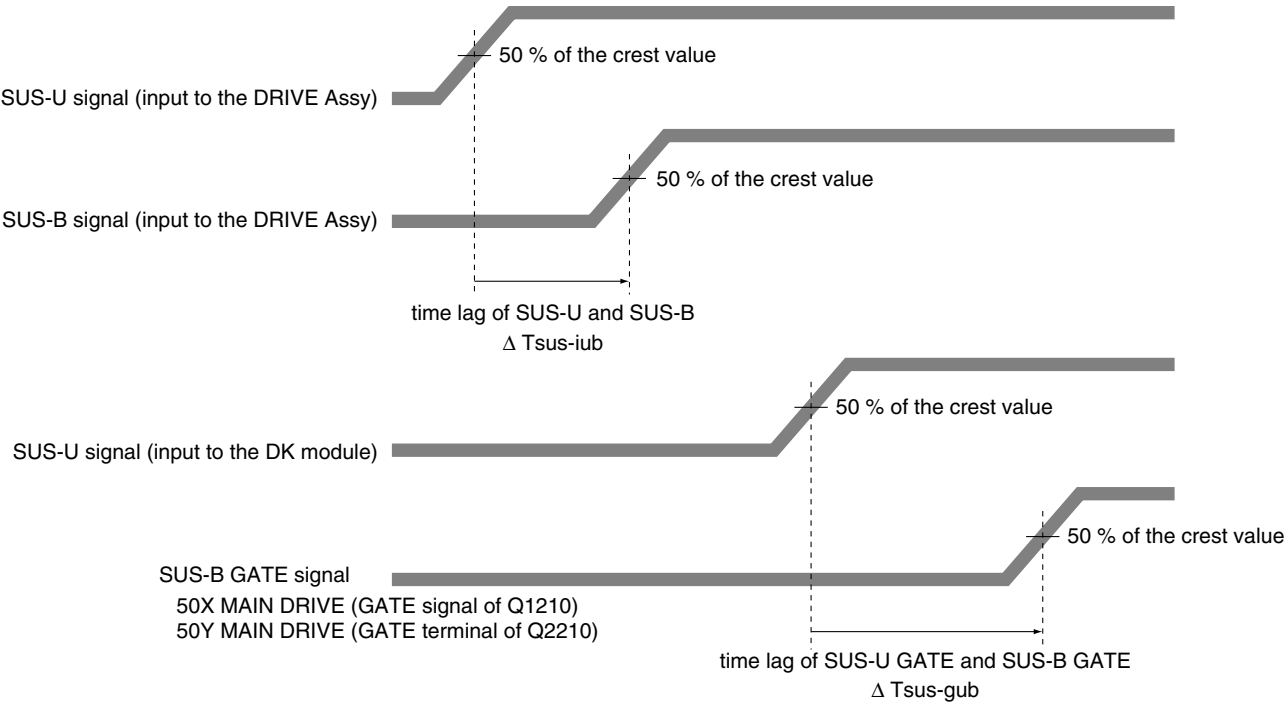 50 % of the crest value
SUS-U signal (input to the DRIVE Assy)
50 % of the crest value
SUS-B signal (input to the DRIVE Assy)
time lag of SUS-U and SUS-B
Δ Tsus-iub
50 % of the crest value
SUS-U signal (input to the DK module)
50 % of the crest value
SUS-B GATE signal
50X MAIN DRIVE (GATE signal of Q1210)
50Y MAIN DRIVE (GATE terminal of Q2210)
time lag of SUS-U GATE and SUS-B GATE
Δ Tsus-gub